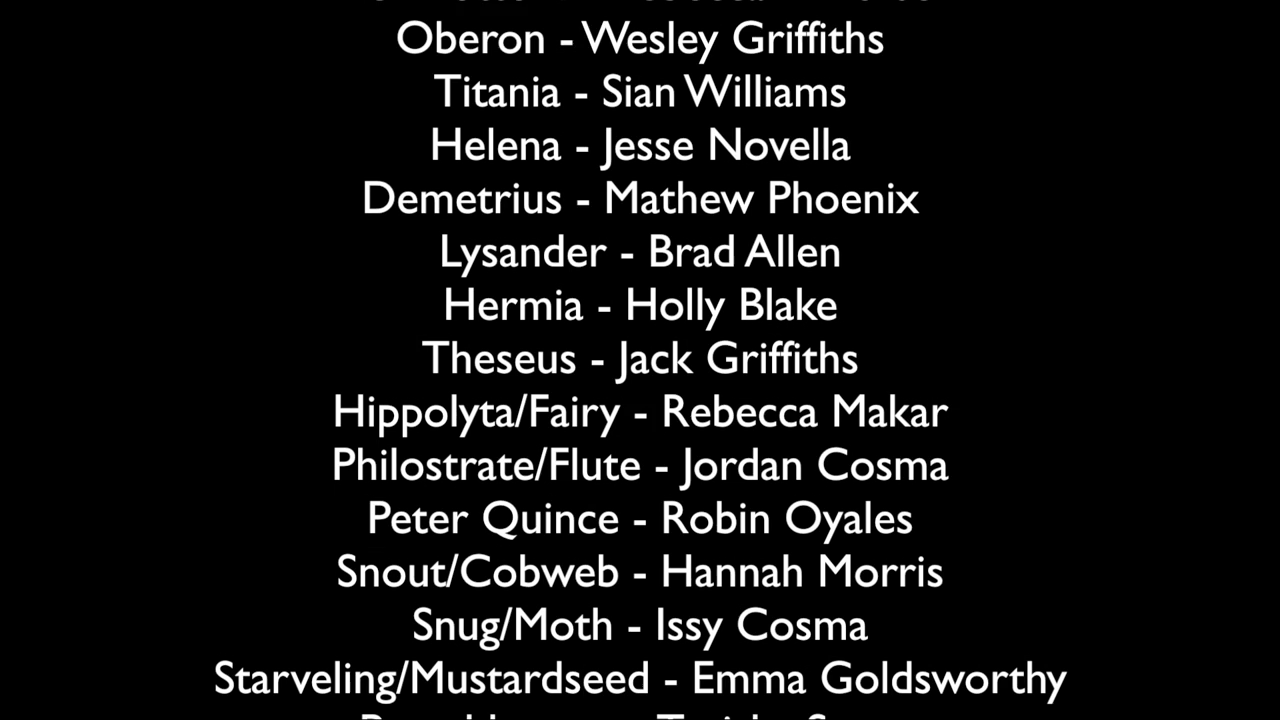 Oberon - Wesley Griffiths
Titania - Sian Williams
Helena - Jesse Novella
Demetrius - Mathew Phoenix
Lysander - Brad Allen
Hermia - Holly Blake
Theseus - Jack Griffiths
Hippolyta/Fairy - Rebecca Makar
Philostrate/Flute - Jordan Cosma
Peter Quince - Robin Oyales
Snout/Cobweb - Hannah Morris
Snug/Moth - Issy Cosma
Starveling/Mustardseed - Emma Goldsworthy